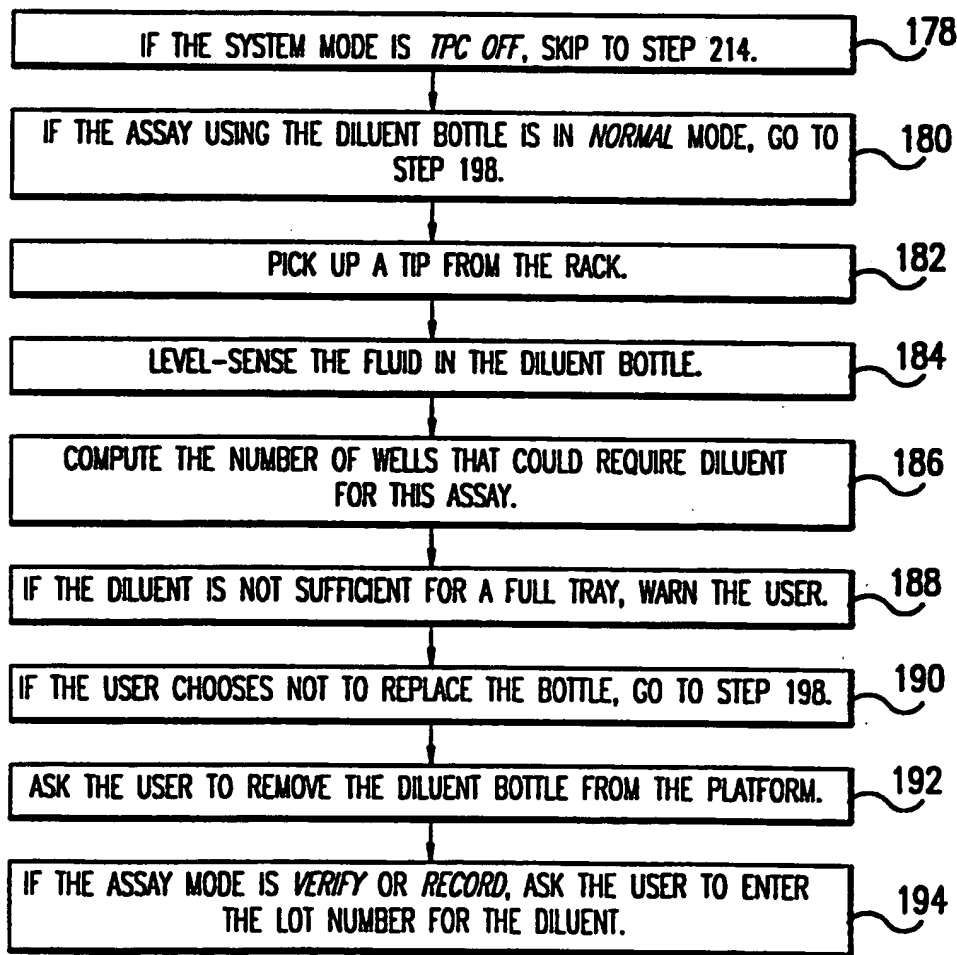 IF THE SYSTEM MODE IS TPC OFF, SKIP TO STEP 214.
178
IF THE ASSAY USING THE DILUENT BOTTLE IS IN NORMAL MODE, GO TO
STEP 198.
180
PICK UP A TIP FROM THE RACK.
182
LEVEL-SENSE THE FLUID IN THE DILUENT BOTTLE.
184
COMPUTE THE NUMBER OF WELLS THAT COULD REQUIRE DILUENT
FOR THIS ASSAY.
186
IF THE DILUENT IS NOT SUFFICIENT FOR A FULL TRAY, WARN THE USER.
188
IF THE USER CHOOSES NOT TO REPLACE THE BOTTLE, GO TO STEP 198.
190
ASK THE USER TO REMOVE THE DILUENT BOTTLE FROM THE PLATFORM.
192
IF THE ASSAY MODE IS VERIFY OR RECORD, ASK THE USER TO ENTER
THE LOT NUMBER FOR THE DILUENT.
194